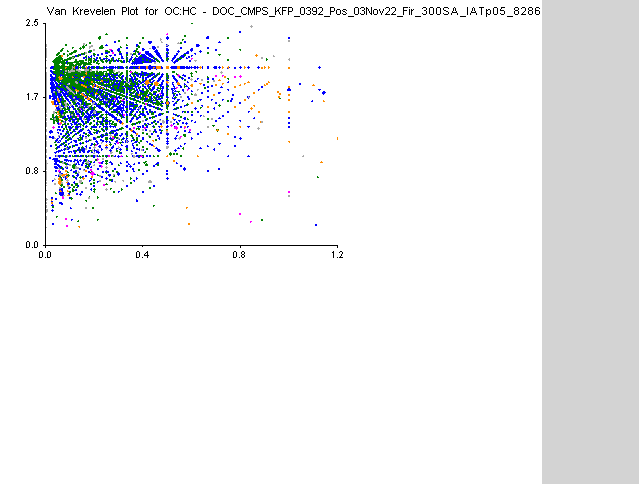 Van Krevelen Plot for OC:HC - DOC_CMPS_KFP_0392_Pos_03Nov22_Fir_300SA_IATp05_8286
2.5
1.7
0.8
0.0
0.0 0.4 0.8 1.2